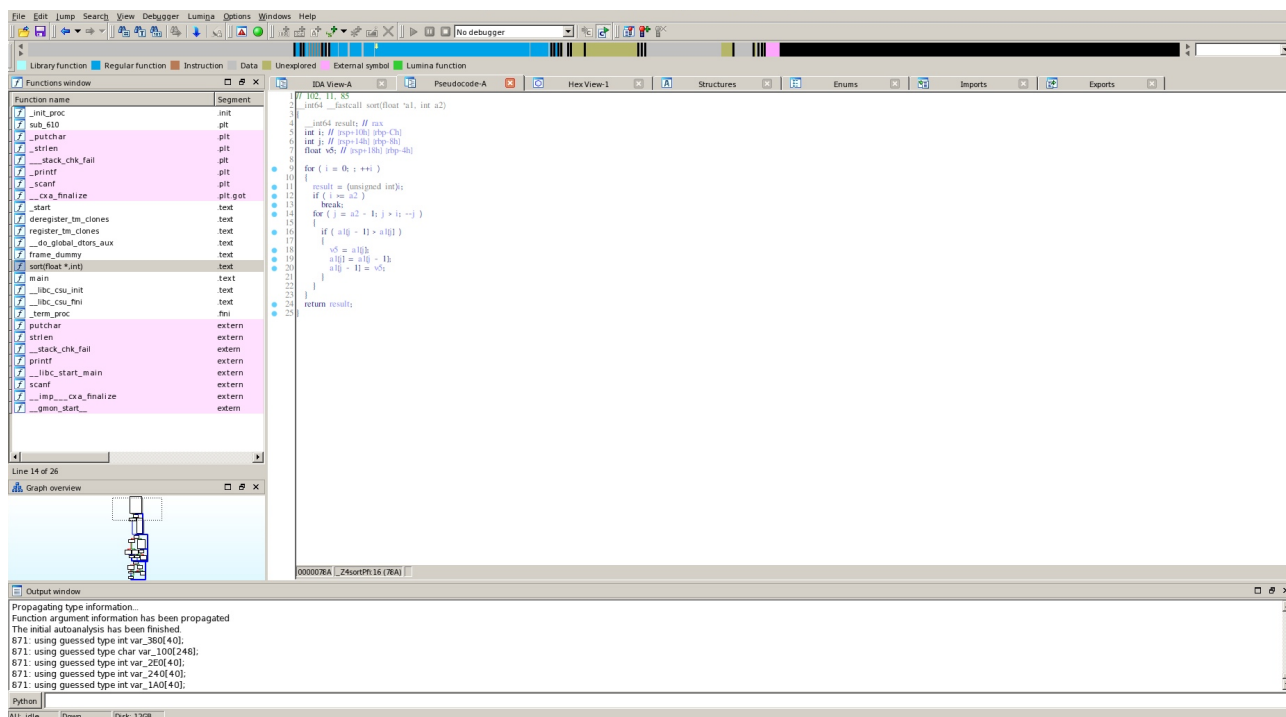 File Edit Jump Search View Debugger Lumina Options Windows Help
No debugger
Library function Regular function Instruction Data Unexplored External symbol Lumina function
Functions window
IDA View-A Pseudocode-A Hex View-1 Structures Enums Imports Exports
Function name Segment
_init_proc .init
sub_610 .plt
_putchar .plt
_strlen .plt
___stack_chk_fail .plt
_printf .plt
_scanf .plt
__cxa_finalize .plt.got
_start .text
deregister_tm_clones .text
register_tm_clones .text
__do_global_dtors_aux .text
frame_dummy .text
sort(float *,int) .text
main .text
__libc_csu_init .text
__libc_csu_fini .text
_term_proc .fini
putchar extern
strlen extern
__stack_chk_fail extern
printf extern
__libc_start_main extern
scanf extern
__imp___cxa_finalize extern
__gmon_start__ extern
Line 14 of 26
Graph overview
1 // 102, 11, 85
2 __int64 __fastcall sort(float *a1, int a2)
3 {
4 __int64 result; // rax
5 int i; // [rsp+10h] [rbp-Ch]
6 int j; // [rsp+14h] [rbp-8h]
7 float v5; // [rsp+18h] [rbp-4h]
8
9 for ( i = 0; ; ++i )
10 {
11 result = (unsigned int)i;
12 if ( i >= a2 )
13 break;
14 for ( j = a2 - 1; j > i; --j )
15 {
16 if ( a1[j - 1] > a1[j] )
17 {
18 v5 = a1[j];
19 a1[j] = a1[j - 1];
20 a1[j - 1] = v5;
21 }
22 }
23 }
24 return result;
25 }
0000078A _Z4sortPfi:16 (78A)
Output window
Propagating type information...
Function argument information has been propagated
The initial autoanalysis has been finished.
871: using guessed type int var_380[40];
871: using guessed type char var_100[248];
871: using guessed type int var_2E0[40];
871: using guessed type int var_240[40];
871: using guessed type int var_1A0[40];
Python
AU: idle Down Disk: 12GB